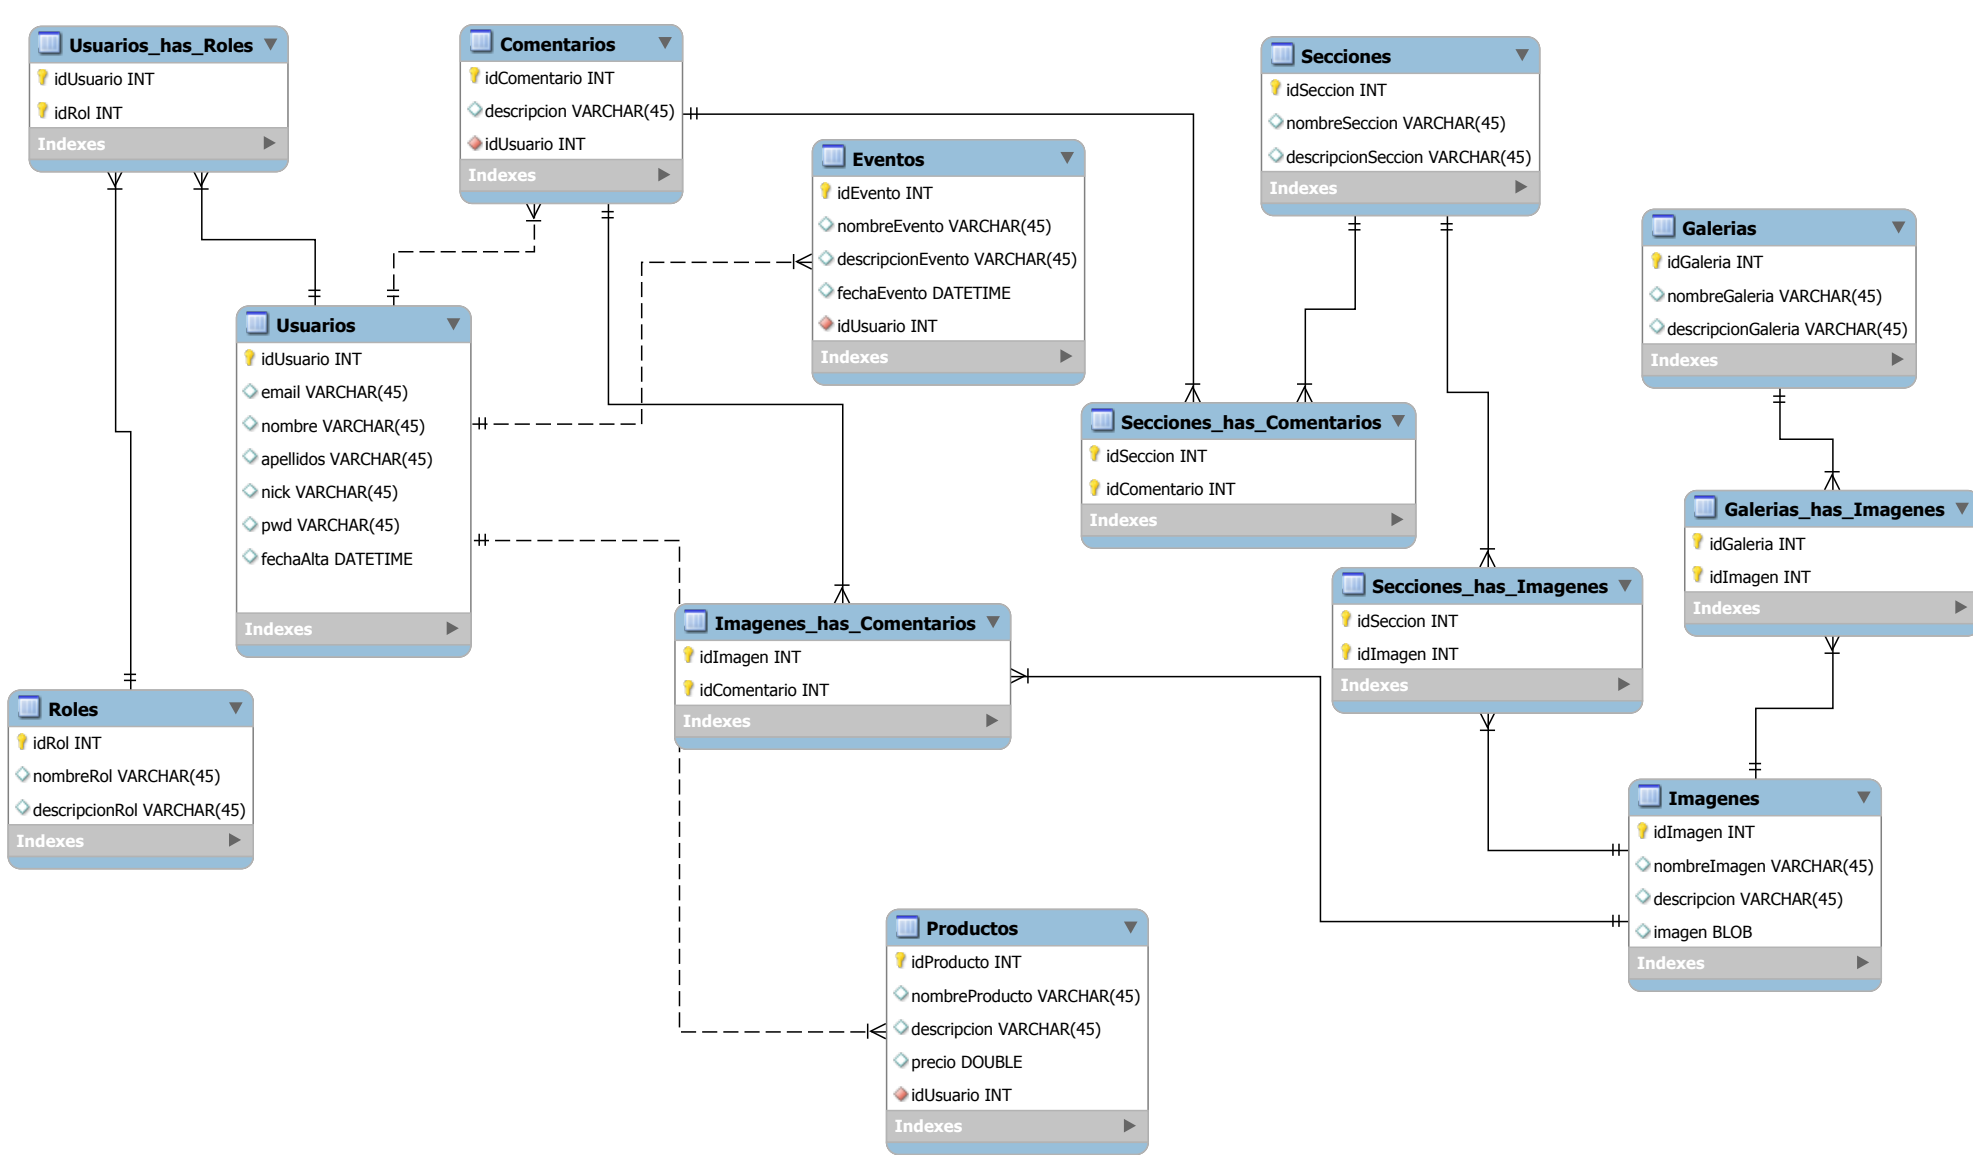 Usuarios_has_Roles
idUsuario INT
idRol INT
Indexes
Comentarios
idComentario INT
descripcion VARCHAR(45)
idUsuario INT
Indexes
Eventos
idEvento INT
nombreEvento VARCHAR(45)
descripcionEvento VARCHAR(45)
fechaEvento DATETIME
idUsuario INT
Indexes
Secciones
idSeccion INT
nombreSeccion VARCHAR(45)
descripcionSeccion VARCHAR(45)
Indexes
Galerias
idGaleria INT
nombreGaleria VARCHAR(45)
descripcionGaleria VARCHAR(45)
Indexes
Usuarios
idUsuario INT
email VARCHAR(45)
nombre VARCHAR(45)
apellidos VARCHAR(45)
nick VARCHAR(45)
pwd VARCHAR(45)
fechaAlta DATETIME
Indexes
Secciones_has_Comentarios
idSeccion INT
idComentario INT
Indexes
Galerias_has_Imagenes
idGaleria INT
idImagen INT
Indexes
Secciones_has_Imagenes
idSeccion INT
idImagen INT
Indexes
Imagenes_has_Comentarios
idImagen INT
idComentario INT
Indexes
Roles
idRol INT
nombreRol VARCHAR(45)
descripcionRol VARCHAR(45)
Indexes
Imagenes
idImagen INT
nombreImagen VARCHAR(45)
descripcion VARCHAR(45)
imagen BLOB
Indexes
Productos
idProducto INT
nombreProducto VARCHAR(45)
descripcion VARCHAR(45)
precio DOUBLE
idUsuario INT
Indexes